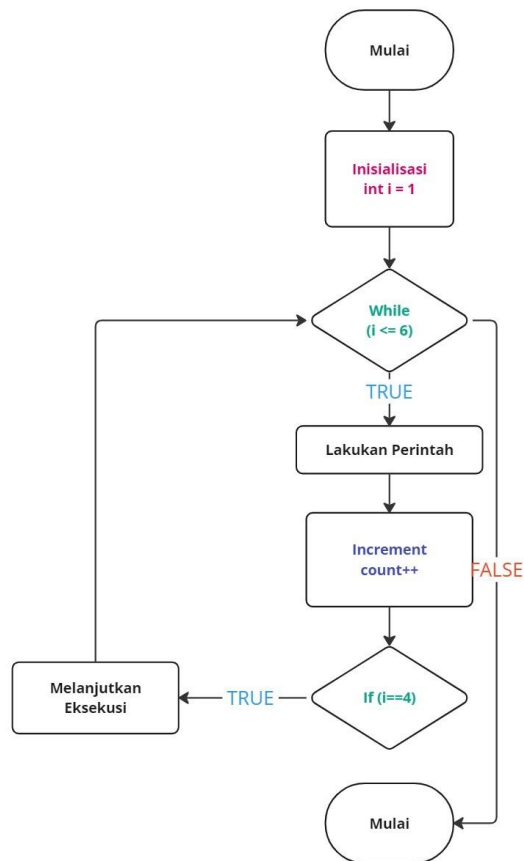 Mulai
Inisialisasi
int i = 1
While
(i <= 6)
TRUE
Lakukan Perintah
Increment
count++
FALSE
If (i==4)
TRUE
Melanjutkan
Eksekusi
Mulai